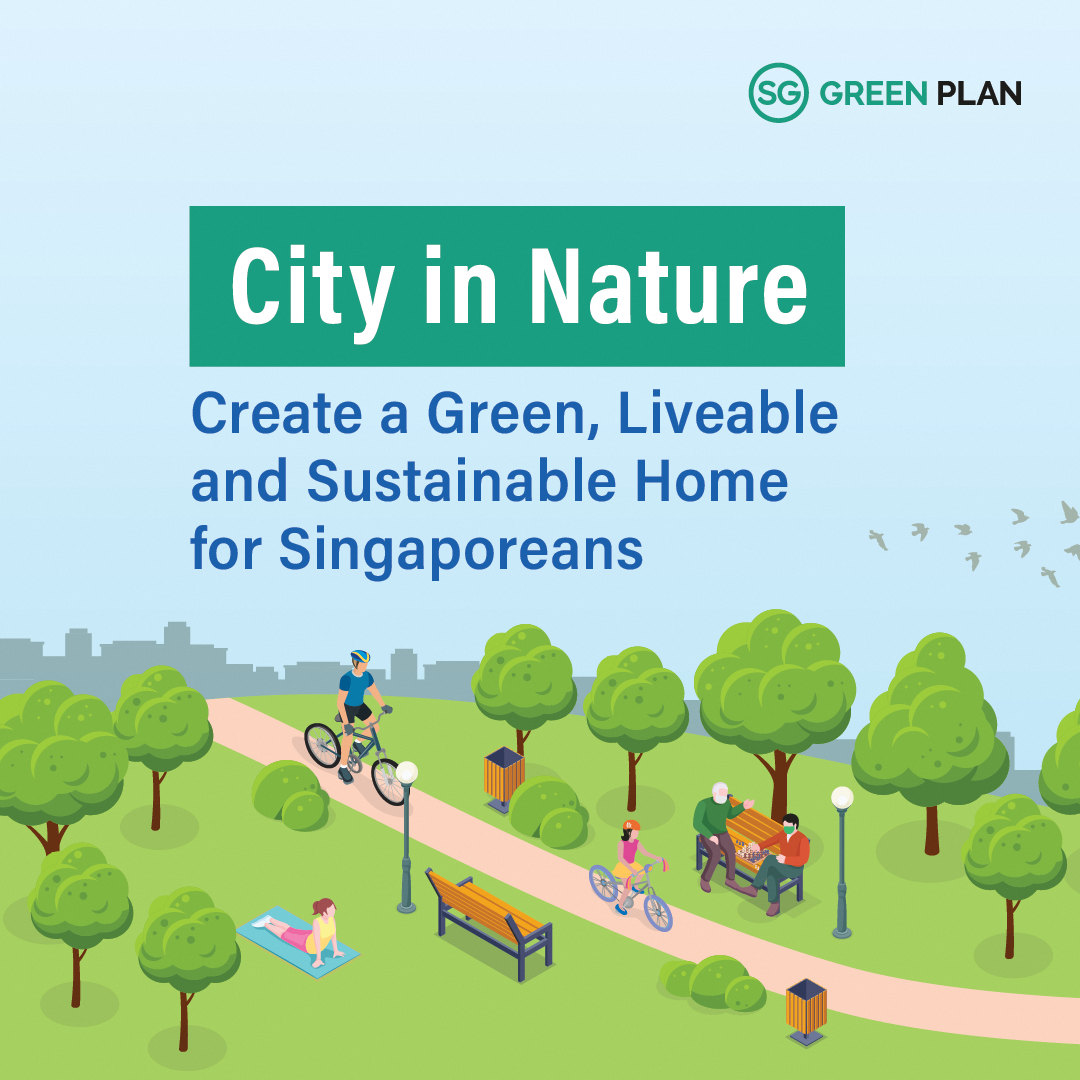 SG GREEN PLAN
City in Nature
Create a Green, Liveable
and Sustainable Home
for Singaporeans